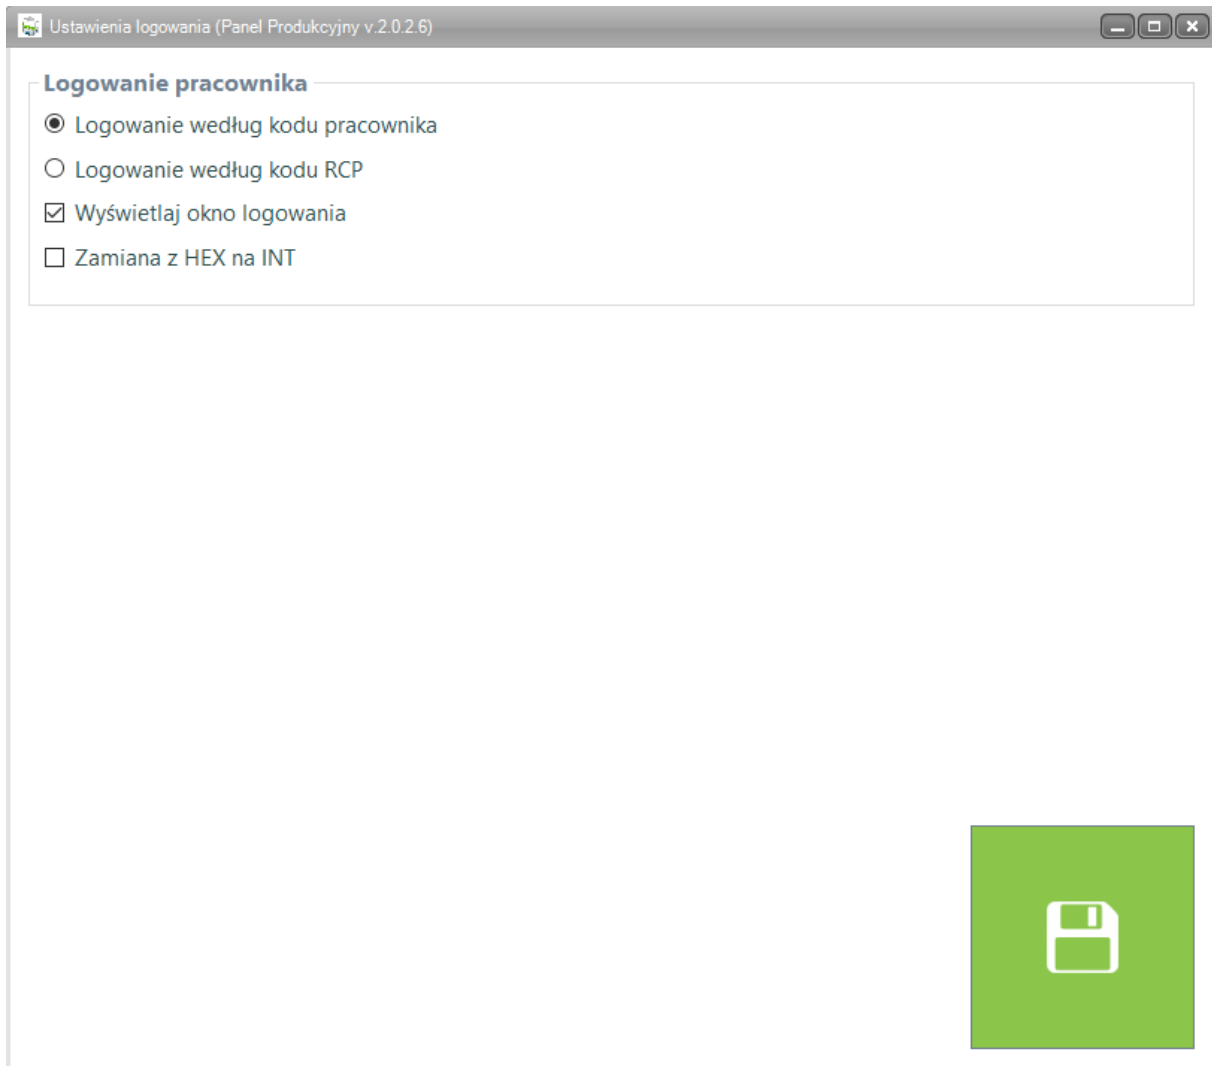 Ustawienia logowania (Panel Produkcyjny v.2.0.2.6)
Logowanie pracownika
Logowanie według kodu pracownika
Logowanie według kodu RCP
Wyświetlaj okno logowania
Zamiana z HEX na INT